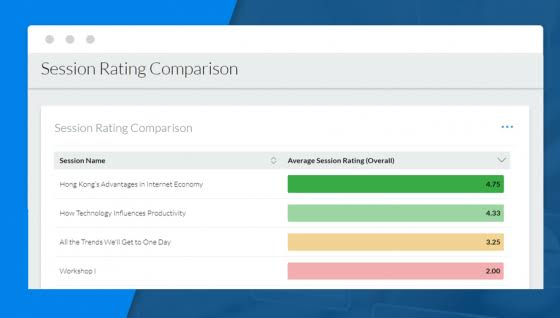 Session Rating Comparison
Session Rating Comparison
Session Name Average Session Rating (Overall)
Hong Kong's Advantages in Internet Economy 4.75
How Technology Influences Productivity 4.33
All the Trends We'll Get to One Day 3.25
Workshop I 2.00